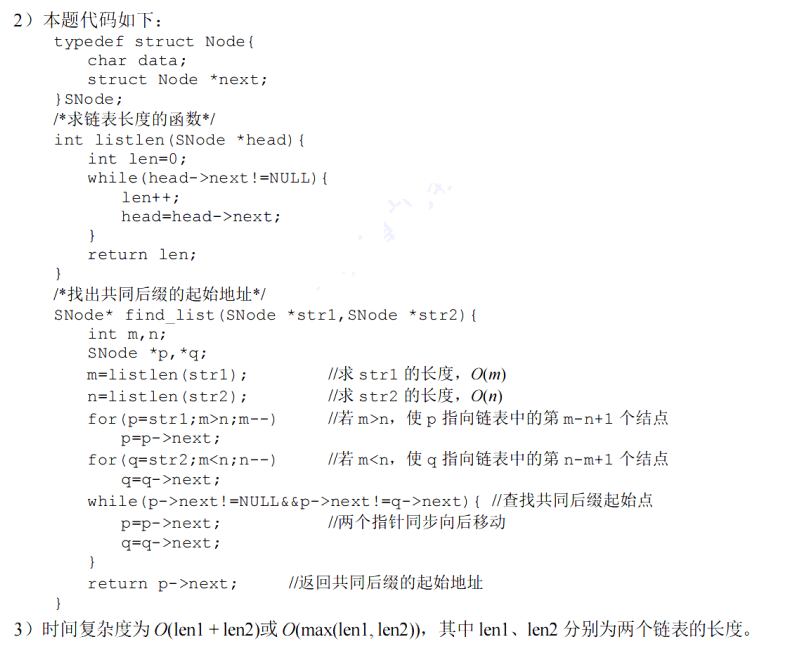 2）本题代码如下：
typedef struct Node{
char data;
struct Node *next;
}SNode;
/*求链表长度的函数*/
int listlen(SNode *head){
int len=0;
while(head->next!=NULL){
len++;
head=head->next;
}
return len;
}
/*找出共同后缀的起始地址*/
SNode* find_list(SNode *str1,SNode *str2){
int m,n;
SNode *p,*q;
m=listlen(str1); //求 str1 的长度，O(m)
n=listlen(str2); //求 str2 的长度，O(n)
for(p=str1;m>n;m--) //若 m>n，使 p 指向链表中的第 m-n+1 个结点
p=p->next;
for(q=str2;m<n;n--) //若 m<n，使 q 指向链表中的第 n-m+1 个结点
q=q->next;
while(p->next!=NULL&&p->next!=q->next){ //查找共同后缀起始点
p=p->next; //两个指针同步向后移动
q=q->next;
}
return p->next; //返回共同后缀的起始地址
}
3）时间复杂度为 O(len1 + len2)或 O(max(len1, len2))，其中 len1、len2 分别为两个链表的长度。